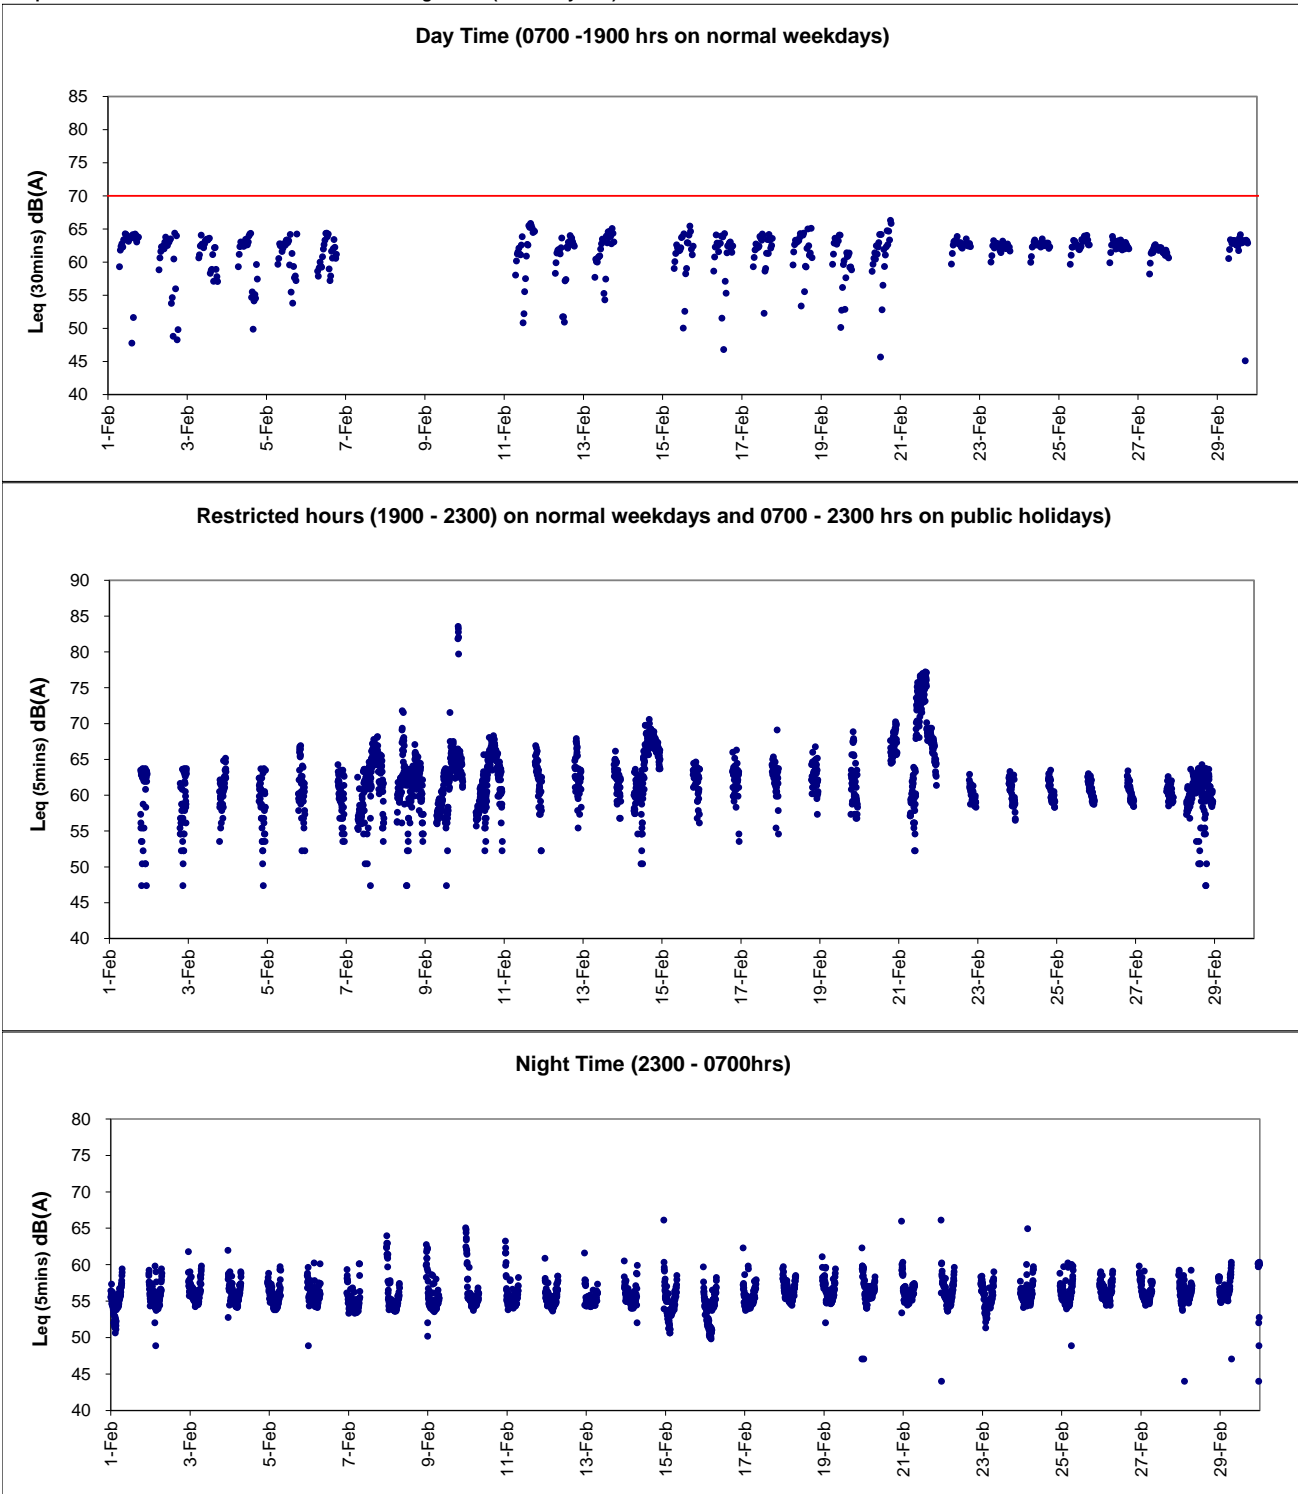 Day Time (0700 -1900 hrs on normal weekdays)
Leq (30mins) dB(A)
85
80
75
70
65
60
55
50
45
40
1-Feb
3-Feb
5-Feb
7-Feb
9-Feb
11-Feb
13-Feb
15-Feb
17-Feb
19-Feb
21-Feb
23-Feb
25-Feb
27-Feb
29-Feb
Restricted hours (1900 - 2300) on normal weekdays and 0700 - 2300 hrs on public holidays)
Leq (5mins) dB(A)
90
85
80
75
70
65
60
55
50
45
40
1-Feb
3-Feb
5-Feb
7-Feb
9-Feb
11-Feb
13-Feb
15-Feb
17-Feb
19-Feb
21-Feb
23-Feb
25-Feb
27-Feb
29-Feb
Night Time (2300 - 0700hrs)
Leq (5mins) dB(A)
80
75
70
65
60
55
50
45
40
1-Feb
3-Feb
5-Feb
7-Feb
9-Feb
11-Feb
13-Feb
15-Feb
17-Feb
19-Feb
21-Feb
23-Feb
25-Feb
27-Feb
29-Feb